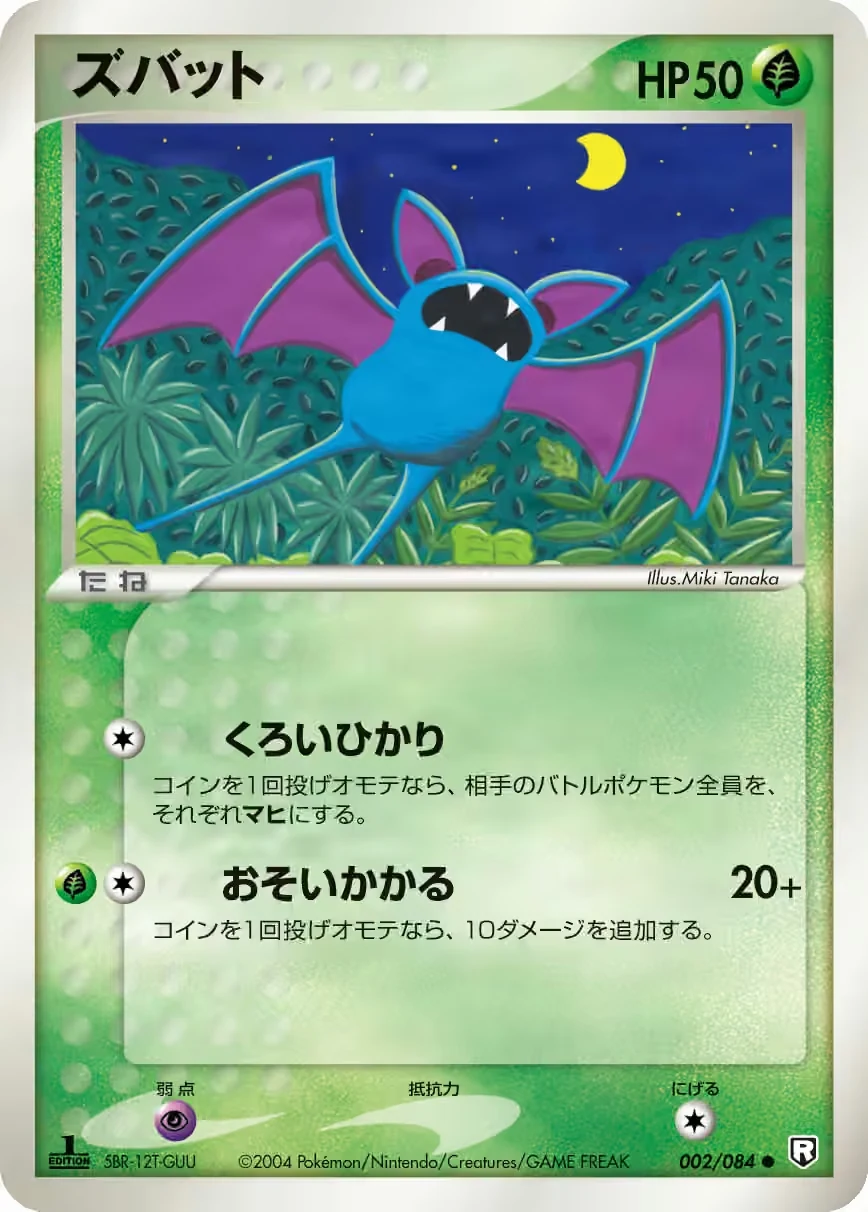 ズバット
HP50
たね
Illus.Miki Tanaka
くろいひかり
コインを1回投げオモテなら、相手のバトルポケモン全員を、
それぞれマヒにする。
おそいかかる 20+
コインを1回投げオモテなら、10ダメージを追加する。
弱点 抵抗力 にげる
1 EDITION 5BR-12T-GUU ©2004 Pokémon/Nintendo/Creatures/GAME FREAK 002/084 ● R